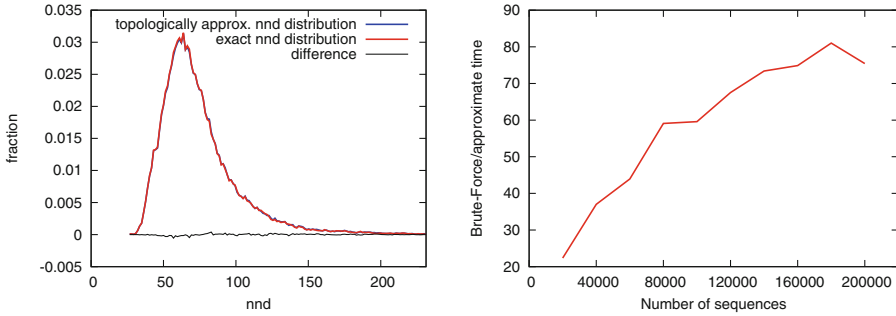 topologically approx. nnd distribution
exact nnd distribution
difference
0.035
0.03
0.025
0.02
0.015
0.01
0.005
0
-0.005
fraction
0 50 100 150 200
nnd
90
80
70
60
50
40
30
20
Brute-Force/approximate time
0 40000 80000 120000 160000 200000
Number of sequences